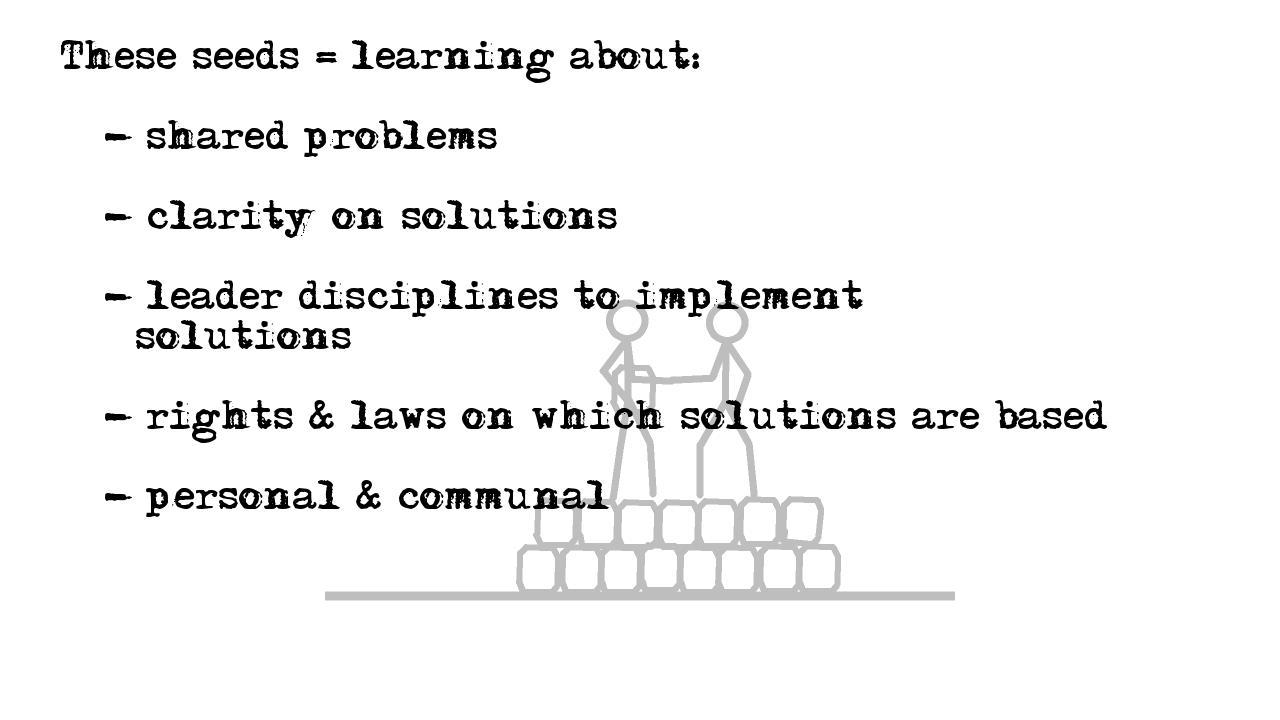 These seeds = learning about:
- shared problems
- clarity on solutions
- leader disciplines to implement
solutions
- rights & laws on which solutions are based
- personal & communal